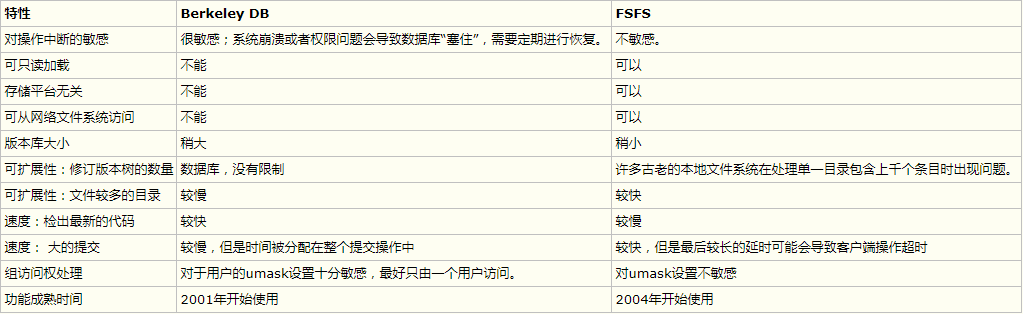 特性 Berkeley DB FSFS
对操作中断的敏感 很敏感；系统崩溃或者权限问题会导致数据库“塞住”，需要定期进行恢复。 不敏感。
可只读加载 不能 可以
存储平台无关 不能 可以
可从网络文件系统访问 不能 可以
版本库大小 稍大 稍小
可扩展性：修订版本树的数量 数据库，没有限制 许多古老的本地文件系统在处理单一目录包含上千个条目时出现问题。
可扩展性：文件较多的目录 较慢 较快
速度：检出最新的代码 较快 较慢
速度： 大的提交 较慢，但是时间被分配在整个提交操作中 较快，但是最后较长的延时可能会导致客户端操作超时
组访问权处理 对于用户的umask设置十分敏感，最好只由一个用户访问。 对umask设置不敏感
功能成熟时间 2001年开始使用 2004年开始使用